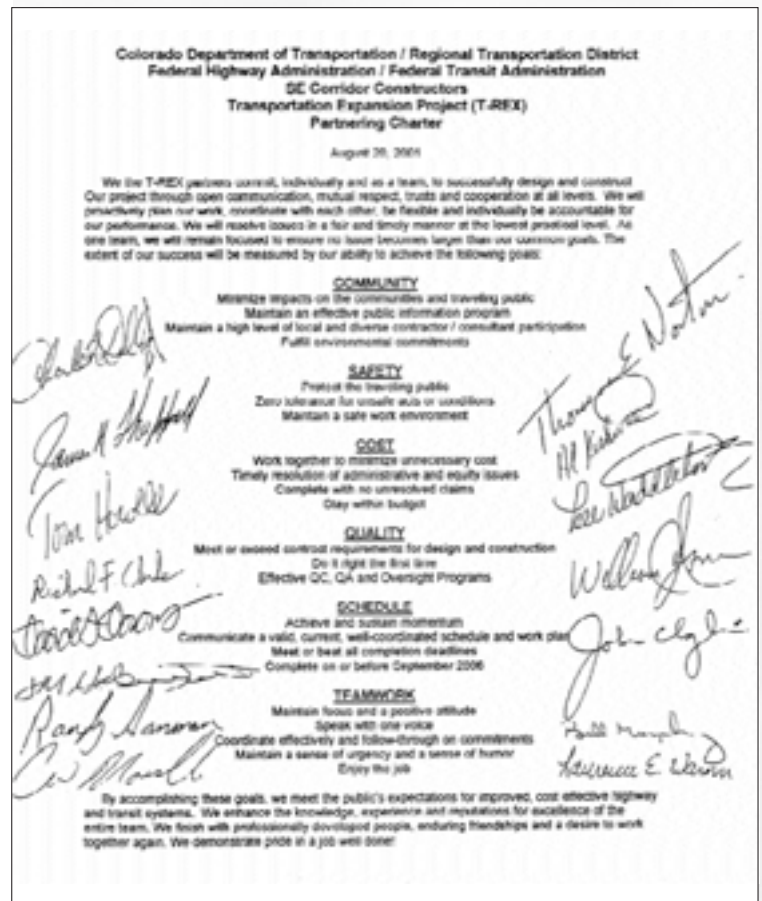 Colorado Department of Transportation / Regional Transportation District
Federal Highway Administration / Federal Transit Administration
SE Corridor Constructors
Transportation Expansion Project (T-REX)
Partnering Charter
August 2001
We the T-REX partners commit, individually and as a team, to successfully design and construct
Our project through open communication, mutual respect, trusts and cooperation at all levels. We will
proactively plan our work, coordinate with each other, be flexible and individually be accountable for
our performance. We will resolve issues in a fair and timely manner at the lowest practical level. As
one team, we will remain focused to ensure no issue becomes larger than our common goals. The
extent of our success will be measured by our ability to achieve the following goals:
COMMUNITY
Minimize impacts on the communities and traveling public
Maintain an effective public information program
Maintain a high level of local and diverse contractor / consultant participation
Fulfill environmental commitments
SAFETY
Protect the traveling public
Zero tolerance for unsafe acts or conditions
Maintain a safe work environment
COST
Work together to minimize unnecessary cost
Timely resolution of administrative and equity issues
Complete with no unresolved claims
Stay within budget
QUALITY
Meet or exceed contract requirements for design and construction
Do it right the first time
Effective QC, QA and Oversight Programs
SCHEDULE
Achieve and sustain momentum
Communicate a valid, current, well-coordinated schedule and work plan
Meet or beat all completion deadlines
Complete on or before September 2006
TEAMWORK
Maintain focus and a positive attitude
Speak with one voice
Coordinate effectively and follow-through on commitments
Maintain a sense of urgency and a sense of humor
Enjoy the job
By accomplishing these goals, we meet the public's expectations for improved, cost effective highway
and transit systems. We enhance the knowledge, experience and reputations for excellence of the
entire team. We finish with professionally developed people, enduring friendships and a desire to work
together again. We demonstrate pride in a job well done!
Tom
Richard F
Randy
Thomas E Norton
Lee Waddleton
William
John
Bill Murphy
Lawrence E Warner